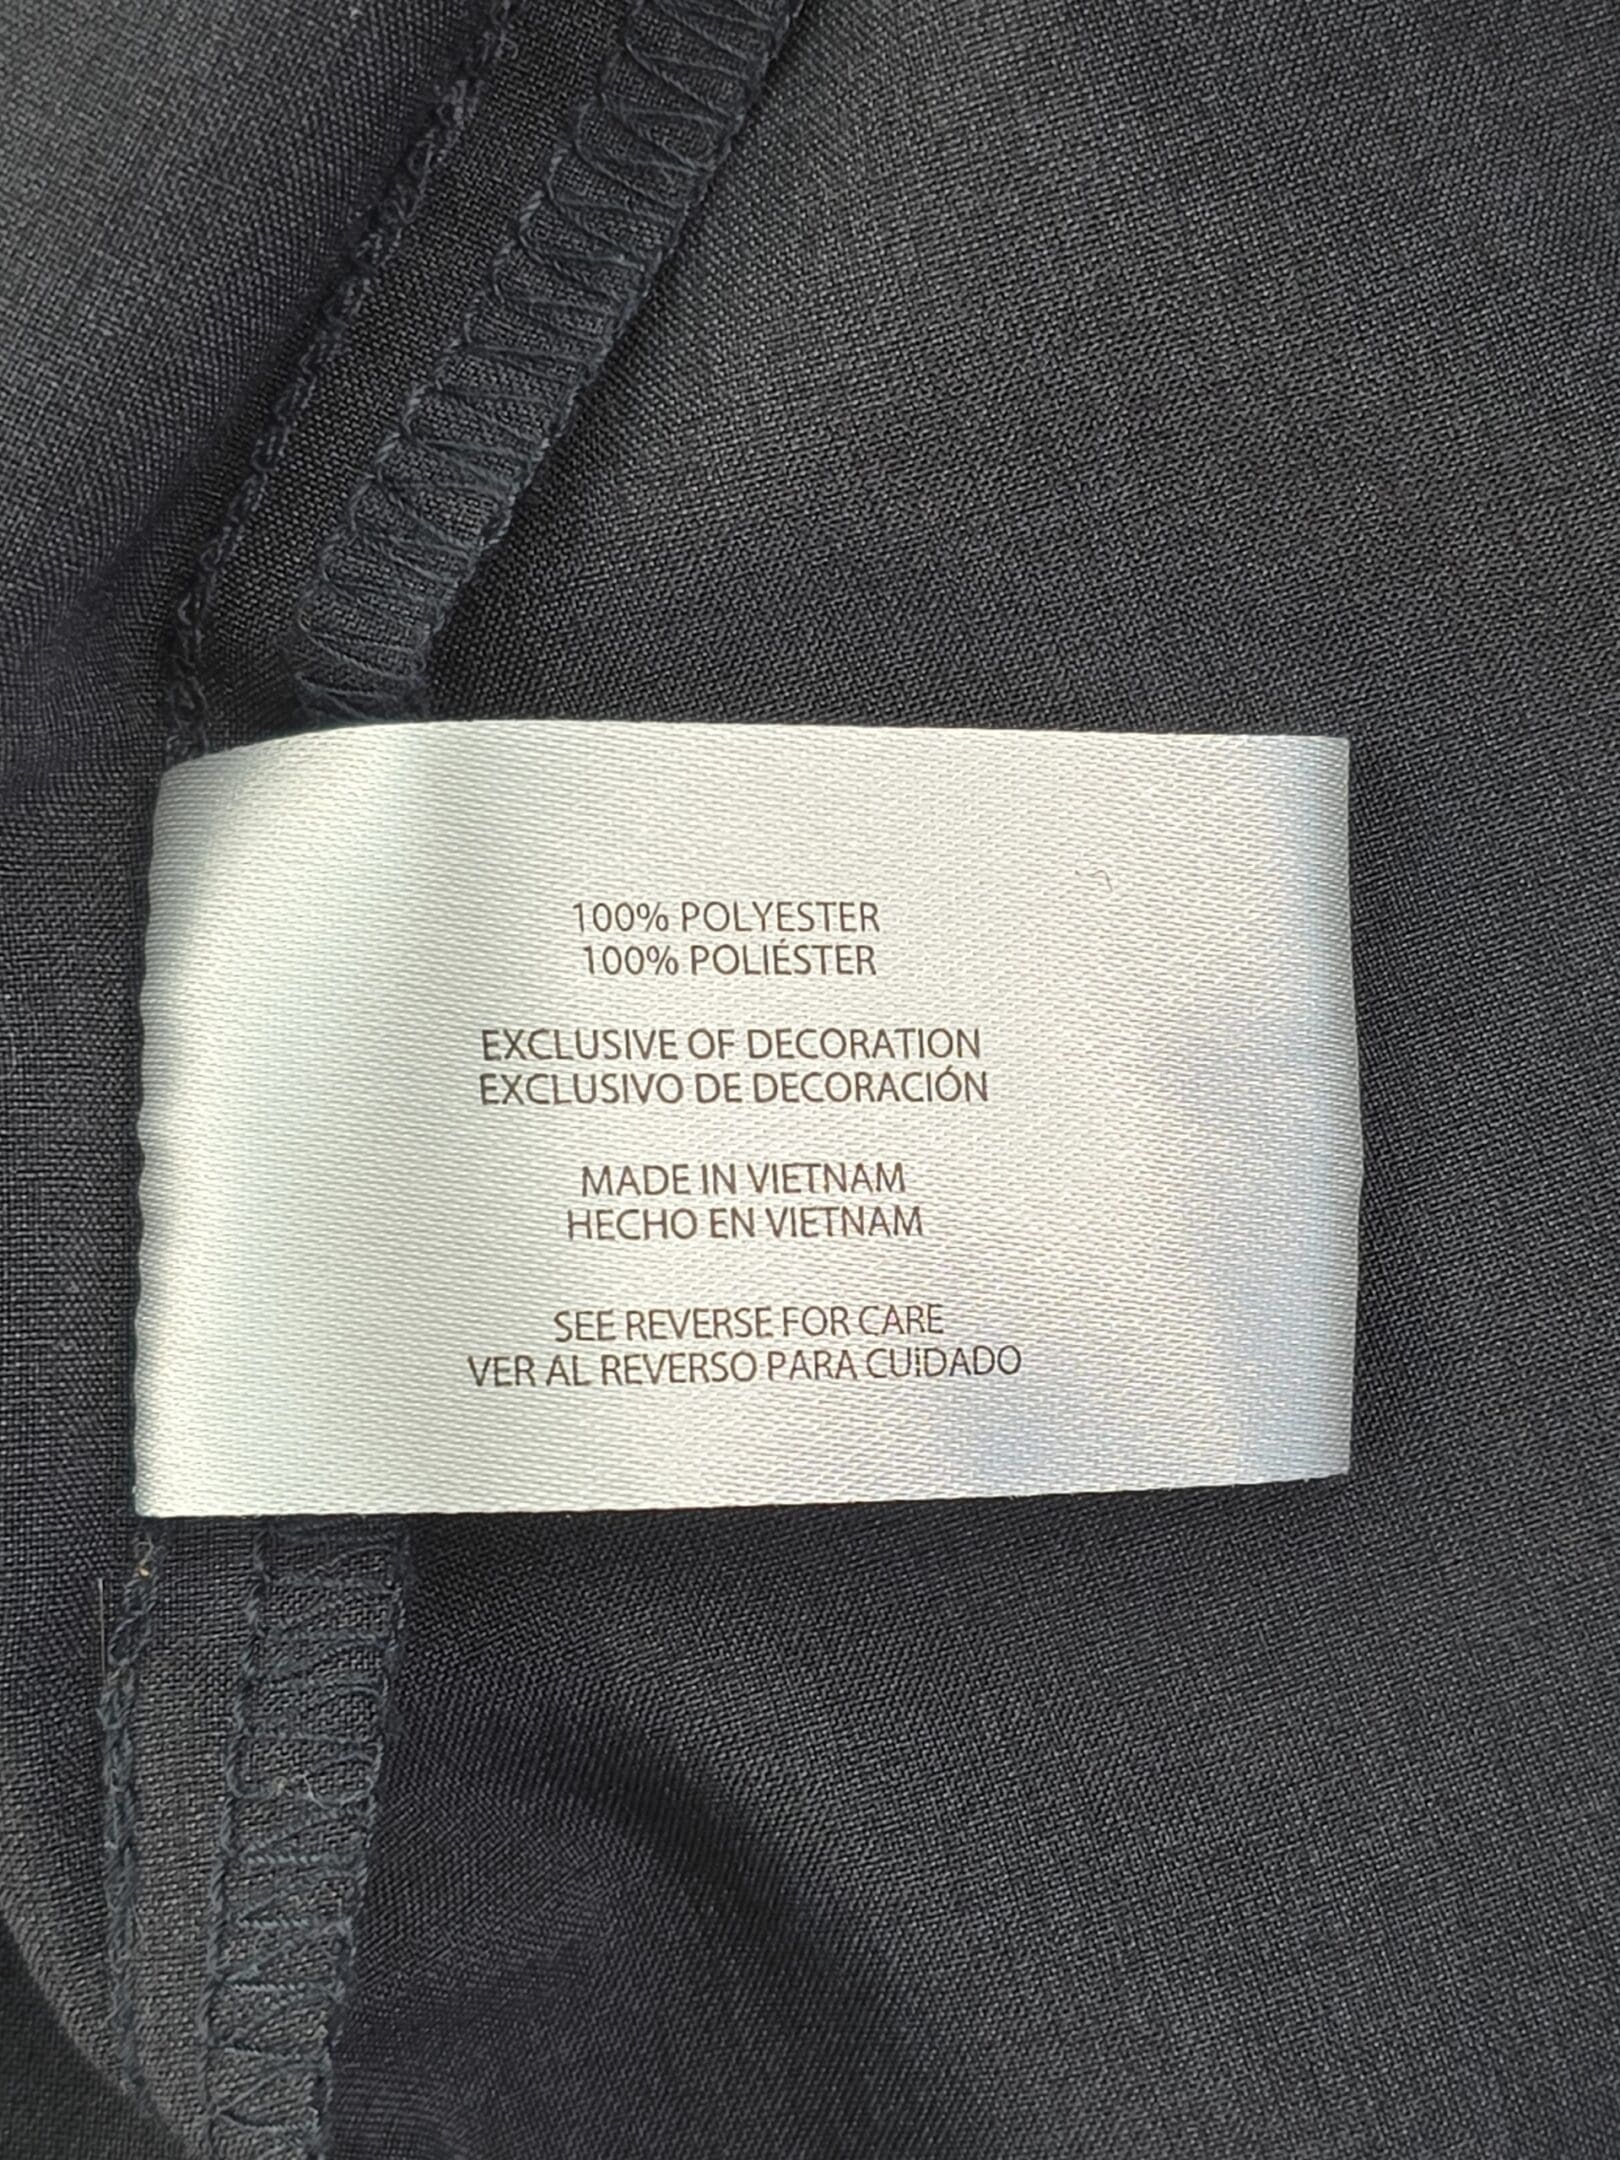 100% POLYESTER
100% POLIÉSTER
EXCLUSIVE OF DECORATION
EXCLUSIVO DE DECORACIÓN
MADE IN VIETNAM
HECHO EN VIETNAM
SEE REVERSE FOR CARE
VER AL REVERSO PARA CUIDADO